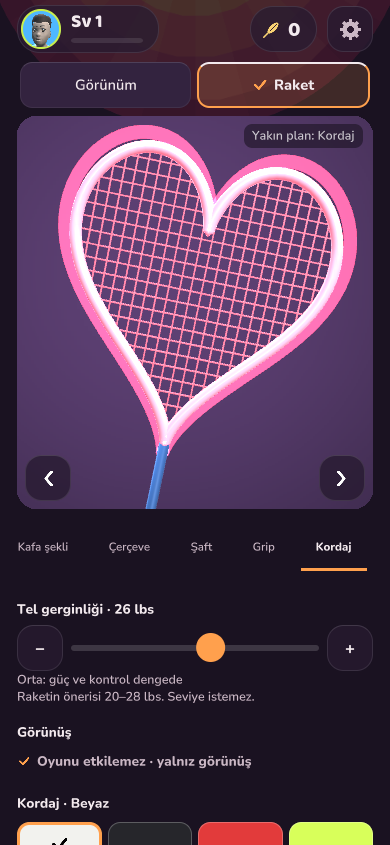 Sv 1
0
Görünüm
Raket
Yakın plan: Kordaj
Kafa şekli
Çerçeve
Şaft
Grip
Kordaj
Tel gerginliği · 26 lbs
Orta: güç ve kontrol dengede
Raketin önerisi 20–28 lbs. Seviye istemez.
Görünüş
Oyunu etkilemez · yalnız görünüş
Kordaj · Beyaz